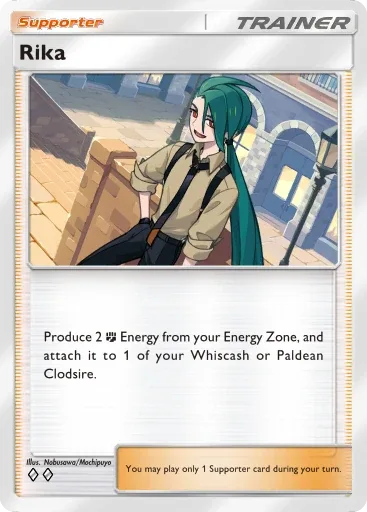 Supporter
TRAINER
Rika
Produce 2 Energy from your Energy Zone, and
attach it to 1 of your Whiscash or Paldean
Clodsire.
Illus. Nobusawa/Mochipuyo
You may play only 1 Supporter card during your turn.